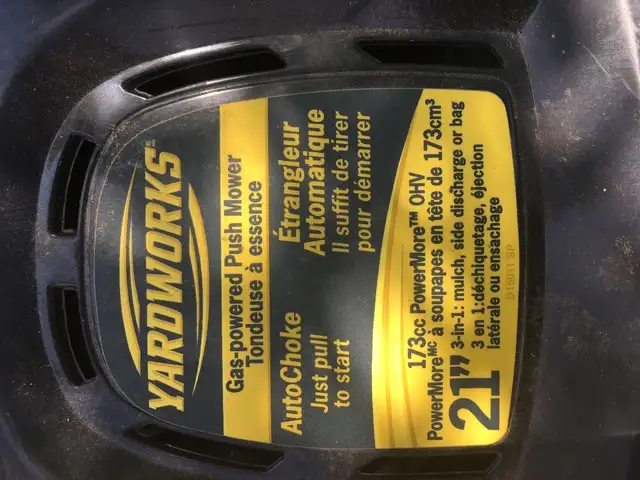 YARDWORKS
Gas-powered Push Mower
Tondeuse à essence
AutoChoke
Just pull
to start
Étrangleur
Automatique
Il suffit de tirer
pour démarrer
173cc PowerMore™ OHV
PowerMoreᴹᶜ à soupapes en tête de 173cm³
21"
3-in-1: mulch, side discharge or bag
3 en 1:déchiquetage, éjection
latérale ou ensachage